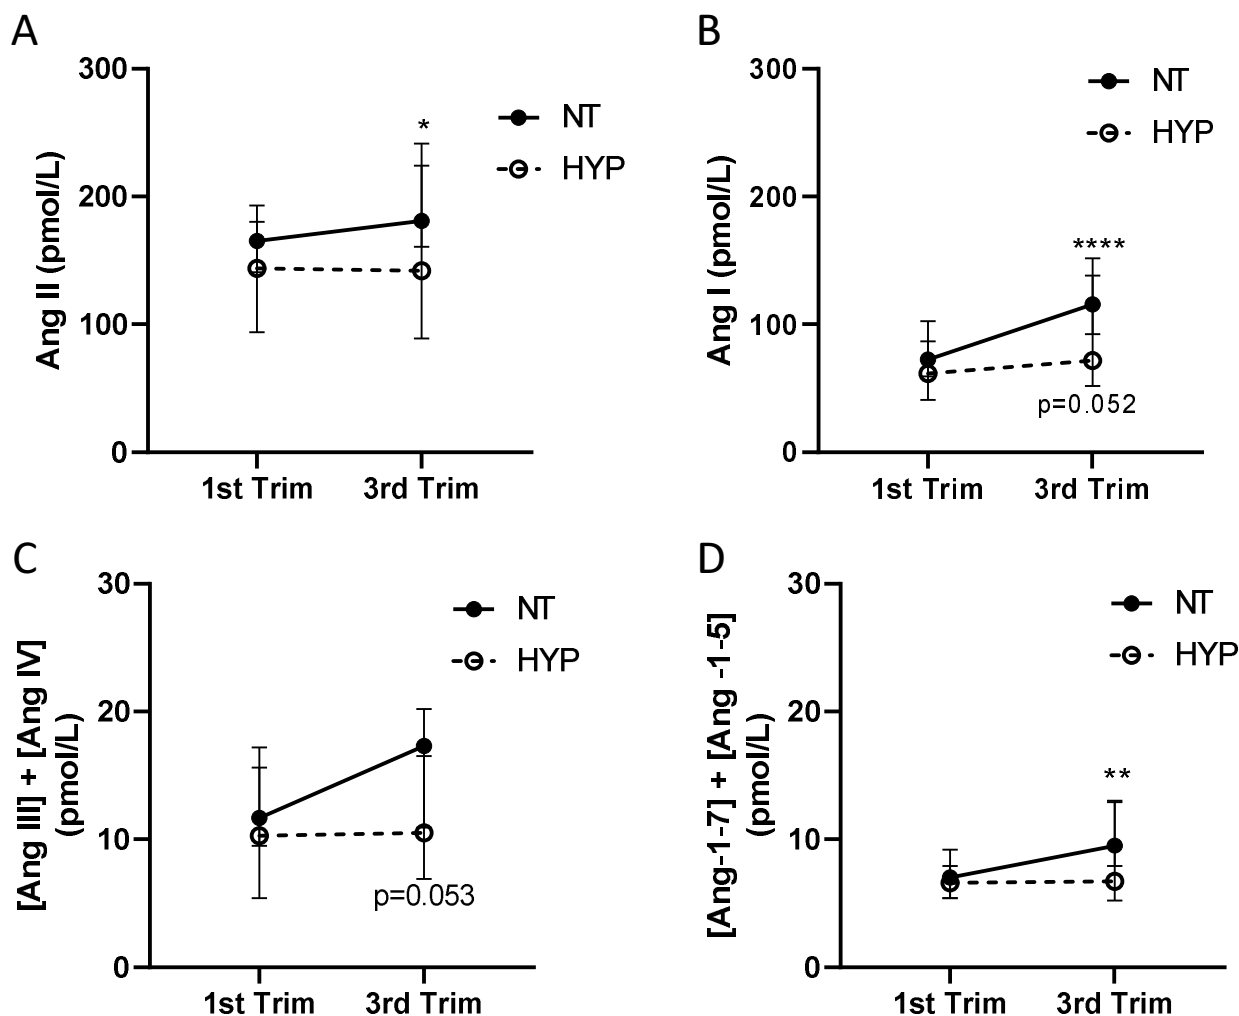 A
300
200
100
0
Ang II (pmol/L)
*
NT
HYP
1st Trim
3rd Trim
B
300
200
100
0
Ang I (pmol/L)
NT
HYP
****
p=0.052
1st Trim
3rd Trim
C
30
20
10
0
[Ang III] + [Ang IV]
(pmol/L)
NT
HYP
p=0.053
1st Trim
3rd Trim
D
30
20
10
0
[Ang-1-7] + [Ang -1-5]
(pmol/L)
NT
HYP
**
1st Trim
3rd Trim